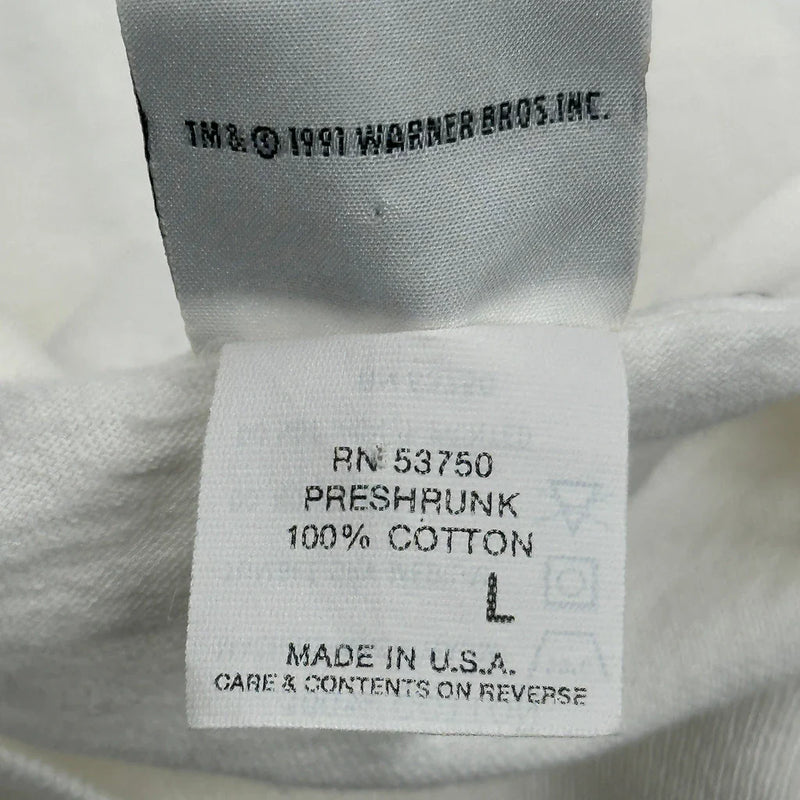 TM & © 1991 WARNER BROS. INC.
RN 53750
PRESHRUNK
100% COTTON
L
MADE IN U.S.A.
CARE & CONTENTS ON REVERSE